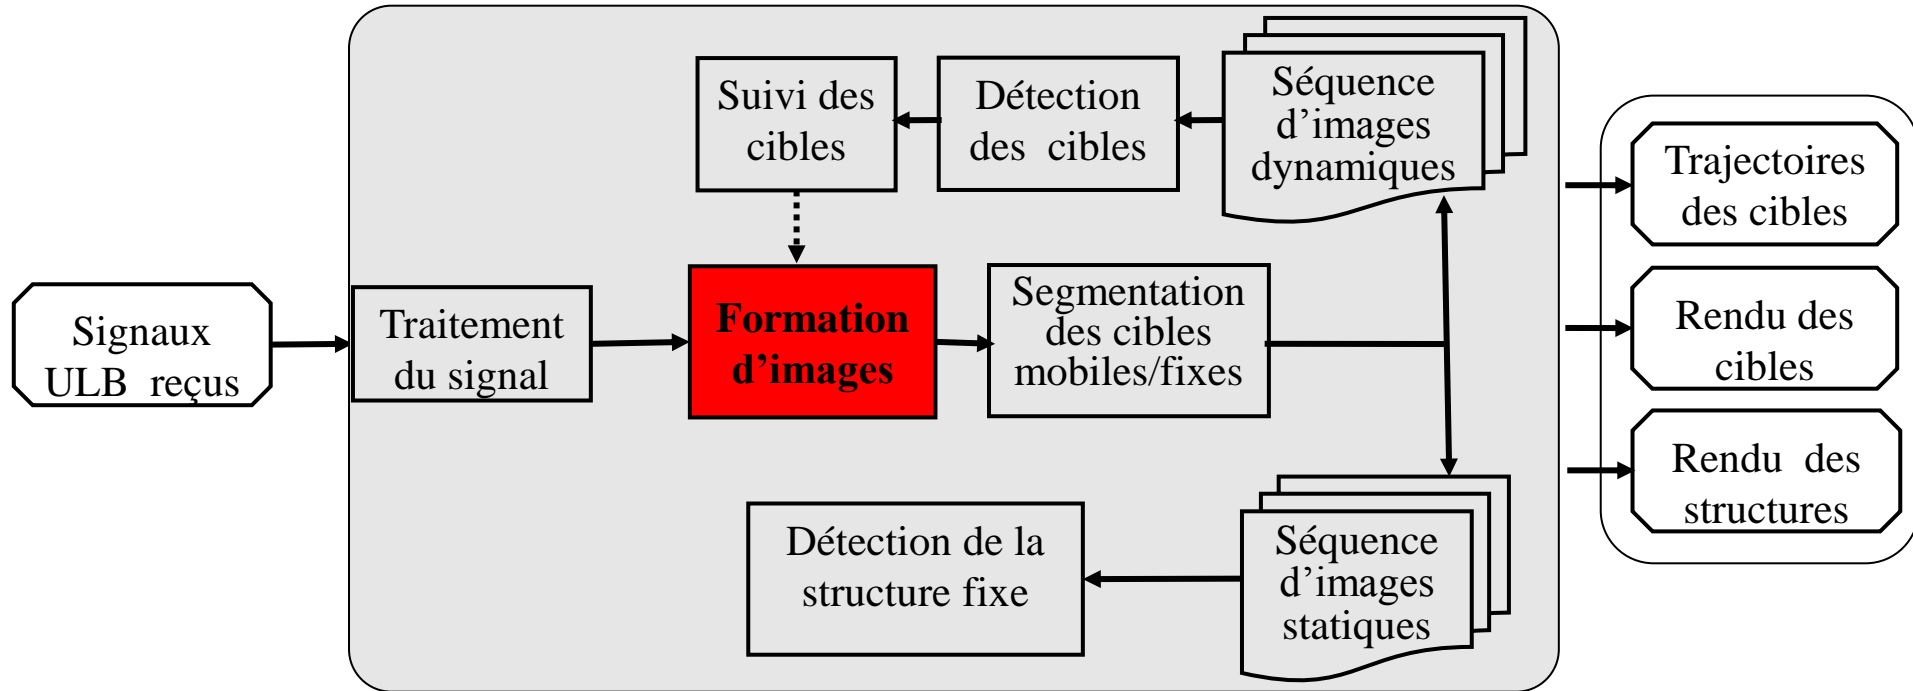 Suivi des
cibles
Détection
des cibles
Séquence
d’images
dynamiques
Trajectoires
des cibles
Signaux
ULB reçus
Traitement
du signal
Formation
d’images
Segmentation
des cibles
mobiles/fixes
Rendu des
cibles
Détection de la
structure fixe
Séquence
d’images
statiques
Rendu des
structures